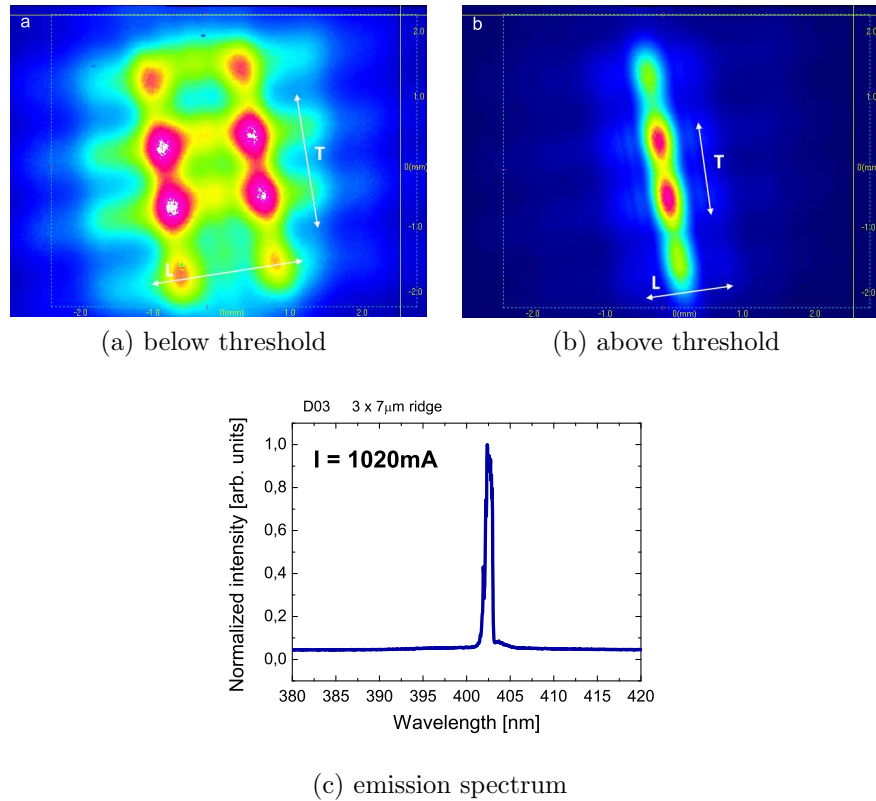 a
2.0
1.0
T
0(mm)
-1.0
L
-2.0
-2.0 -1.0 0(mm) 1.0 2.0
b
2.0
1.0
T
0(mm)
-1.0
L
-2.0
-2.0 -1.0 0(mm) 1.0 2.0
(a) below threshold
(b) above threshold
D03 3 x 7μm ridge
I = 1020mA
Normalized intensity [arb. units]
1,0
0,8
0,6
0,4
0,2
0,0
380 385 390 395 400 405 410 415 420
Wavelength [nm]
(c) emission spectrum